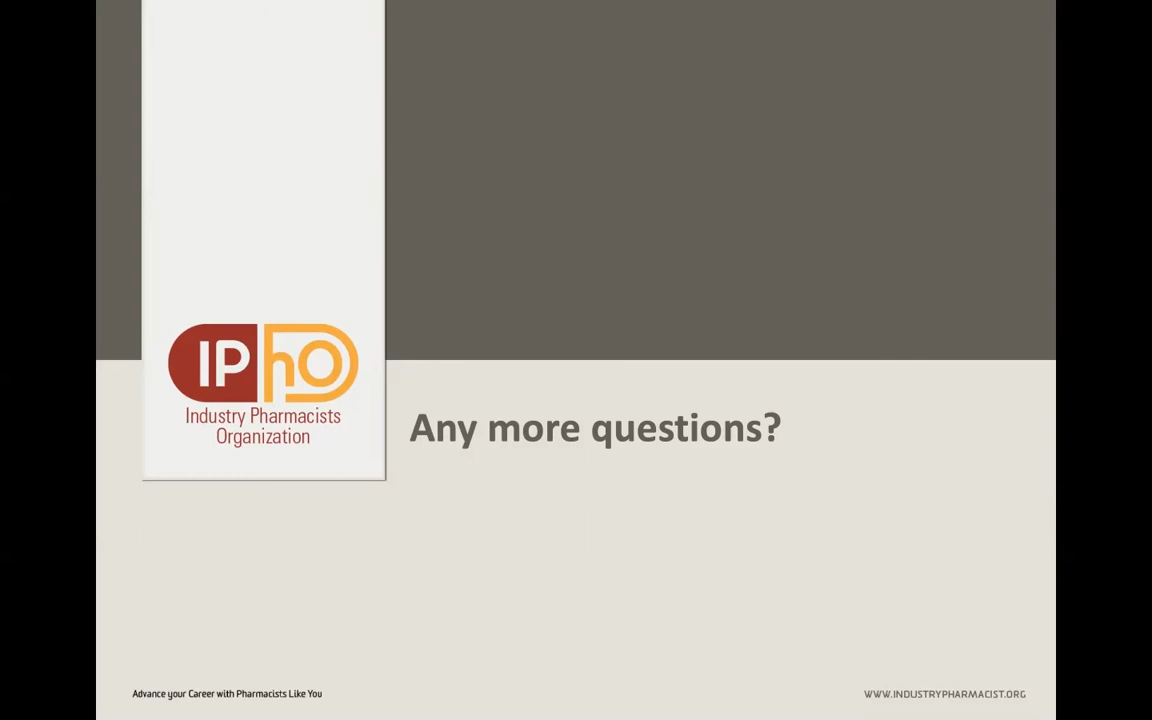 IPhO
Industry Pharmacists
Organization
Any more questions?
Advance your Career with Pharmacists Like You
WWW.INDUSTRYPHARMACIST.ORG